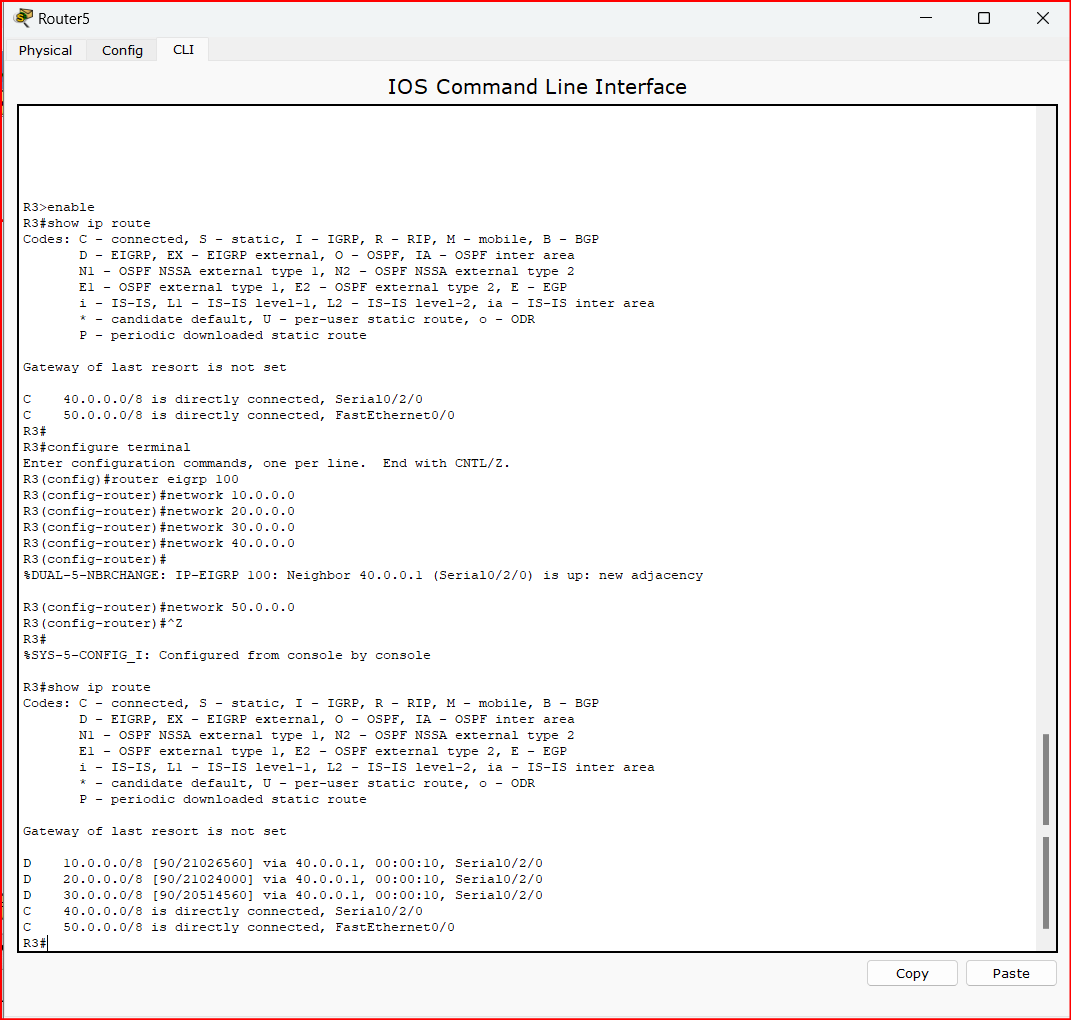 Router5
Physical Config CLI
IOS Command Line Interface
R3>enable
R3#show ip route
Codes: C - connected, S - static, I - IGRP, R - RIP, M - mobile, B - BGP
       D - EIGRP, EX - EIGRP external, O - OSPF, IA - OSPF inter area
       N1 - OSPF NSSA external type 1, N2 - OSPF NSSA external type 2
       E1 - OSPF external type 1, E2 - OSPF external type 2, E - EGP
       i - IS-IS, L1 - IS-IS level-1, L2 - IS-IS level-2, ia - IS-IS inter area
       * - candidate default, U - per-user static route, o - ODR
       P - periodic downloaded static route
Gateway of last resort is not set
C    40.0.0.0/8 is directly connected, Serial0/2/0
C    50.0.0.0/8 is directly connected, FastEthernet0/0
R3#
R3#configure terminal
Enter configuration commands, one per line.  End with CNTL/Z.
R3(config)#router eigrp 100
R3(config-router)#network 10.0.0.0
R3(config-router)#network 20.0.0.0
R3(config-router)#network 30.0.0.0
R3(config-router)#network 40.0.0.0
R3(config-router)#
%DUAL-5-NBRCHANGE: IP-EIGRP 100: Neighbor 40.0.0.1 (Serial0/2/0) is up: new adjacency
R3(config-router)#network 50.0.0.0
R3(config-router)#^Z
R3#
%SYS-5-CONFIG_I: Configured from console by console
R3#show ip route
Codes: C - connected, S - static, I - IGRP, R - RIP, M - mobile, B - BGP
       D - EIGRP, EX - EIGRP external, O - OSPF, IA - OSPF inter area
       N1 - OSPF NSSA external type 1, N2 - OSPF NSSA external type 2
       E1 - OSPF external type 1, E2 - OSPF external type 2, E - EGP
       i - IS-IS, L1 - IS-IS level-1, L2 - IS-IS level-2, ia - IS-IS inter area
       * - candidate default, U - per-user static route, o - ODR
       P - periodic downloaded static route
Gateway of last resort is not set
D    10.0.0.0/8 [90/21026560] via 40.0.0.1, 00:00:10, Serial0/2/0
D    20.0.0.0/8 [90/21024000] via 40.0.0.1, 00:00:10, Serial0/2/0
D    30.0.0.0/8 [90/20514560] via 40.0.0.1, 00:00:10, Serial0/2/0
C    40.0.0.0/8 is directly connected, Serial0/2/0
C    50.0.0.0/8 is directly connected, FastEthernet0/0
R3#
Copy Paste